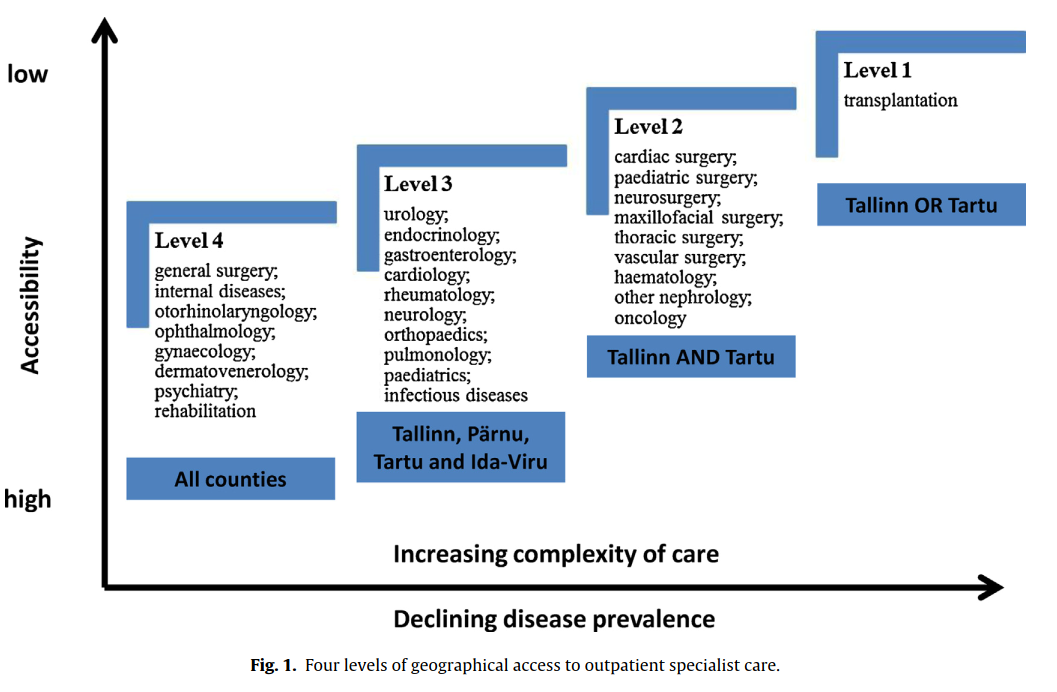 low
Accessibility
high
Level 4
general surgery;
internal diseases;
otorhinolaryngology;
ophthalmology;
gynaecology;
dermatovenerology;
psychiatry;
rehabilitation
All counties
Level 3
urology;
endocrinology;
gastroenterology;
cardiology;
rheumatology;
neurology;
orthopaedics;
pulmonology;
paediatrics;
infectious diseases
Tallinn, Pärnu,
Tartu and Ida-Viru
Level 2
cardiac surgery;
paediatric surgery;
neurosurgery;
maxillofacial surgery;
thoracic surgery;
vascular surgery;
haematology;
other nephrology;
oncology
Tallinn AND Tartu
Level 1
transplantation
Tallinn OR Tartu
Increasing complexity of care
Declining disease prevalence
Fig. 1. Four levels of geographical access to outpatient specialist care.